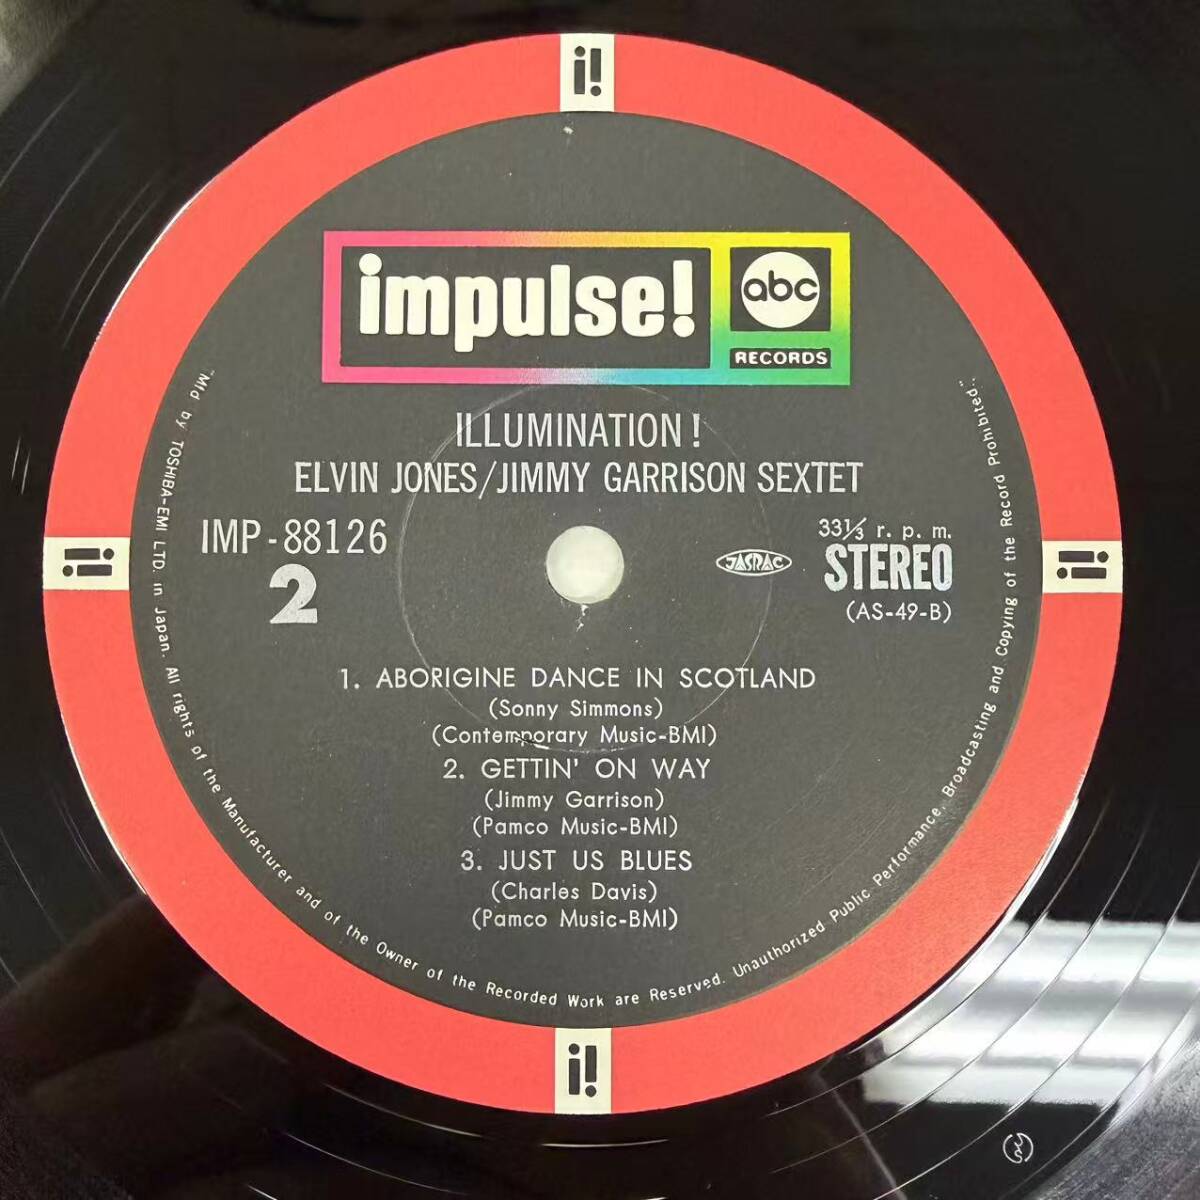 i!
impulse!
abc
RECORDS
ILLUMINATION!
ELVIN JONES/JIMMY GARRISON SEXTET
IMP-88126
2
JASRAC
33⅓ r. p. m.
STEREO
(AS-49-B)
i!
i!
1. ABORIGINE DANCE IN SCOTLAND
(Sonny Simmons)
(Contemporary Music-BMI)
2. GETTIN' ON WAY
(Jimmy Garrison)
(Pamco Music-BMI)
3. JUST US BLUES
(Charles Davis)
(Pamco Music-BMI)
"Mfd by TOSHIBA-EMI LTD. in Japan. All rights of the Manufacturer and of the Owner of the Recorded Work are Reserved. Unauthorized Public Performance, Broadcasting and Copying of the Record Prohibited."
i!